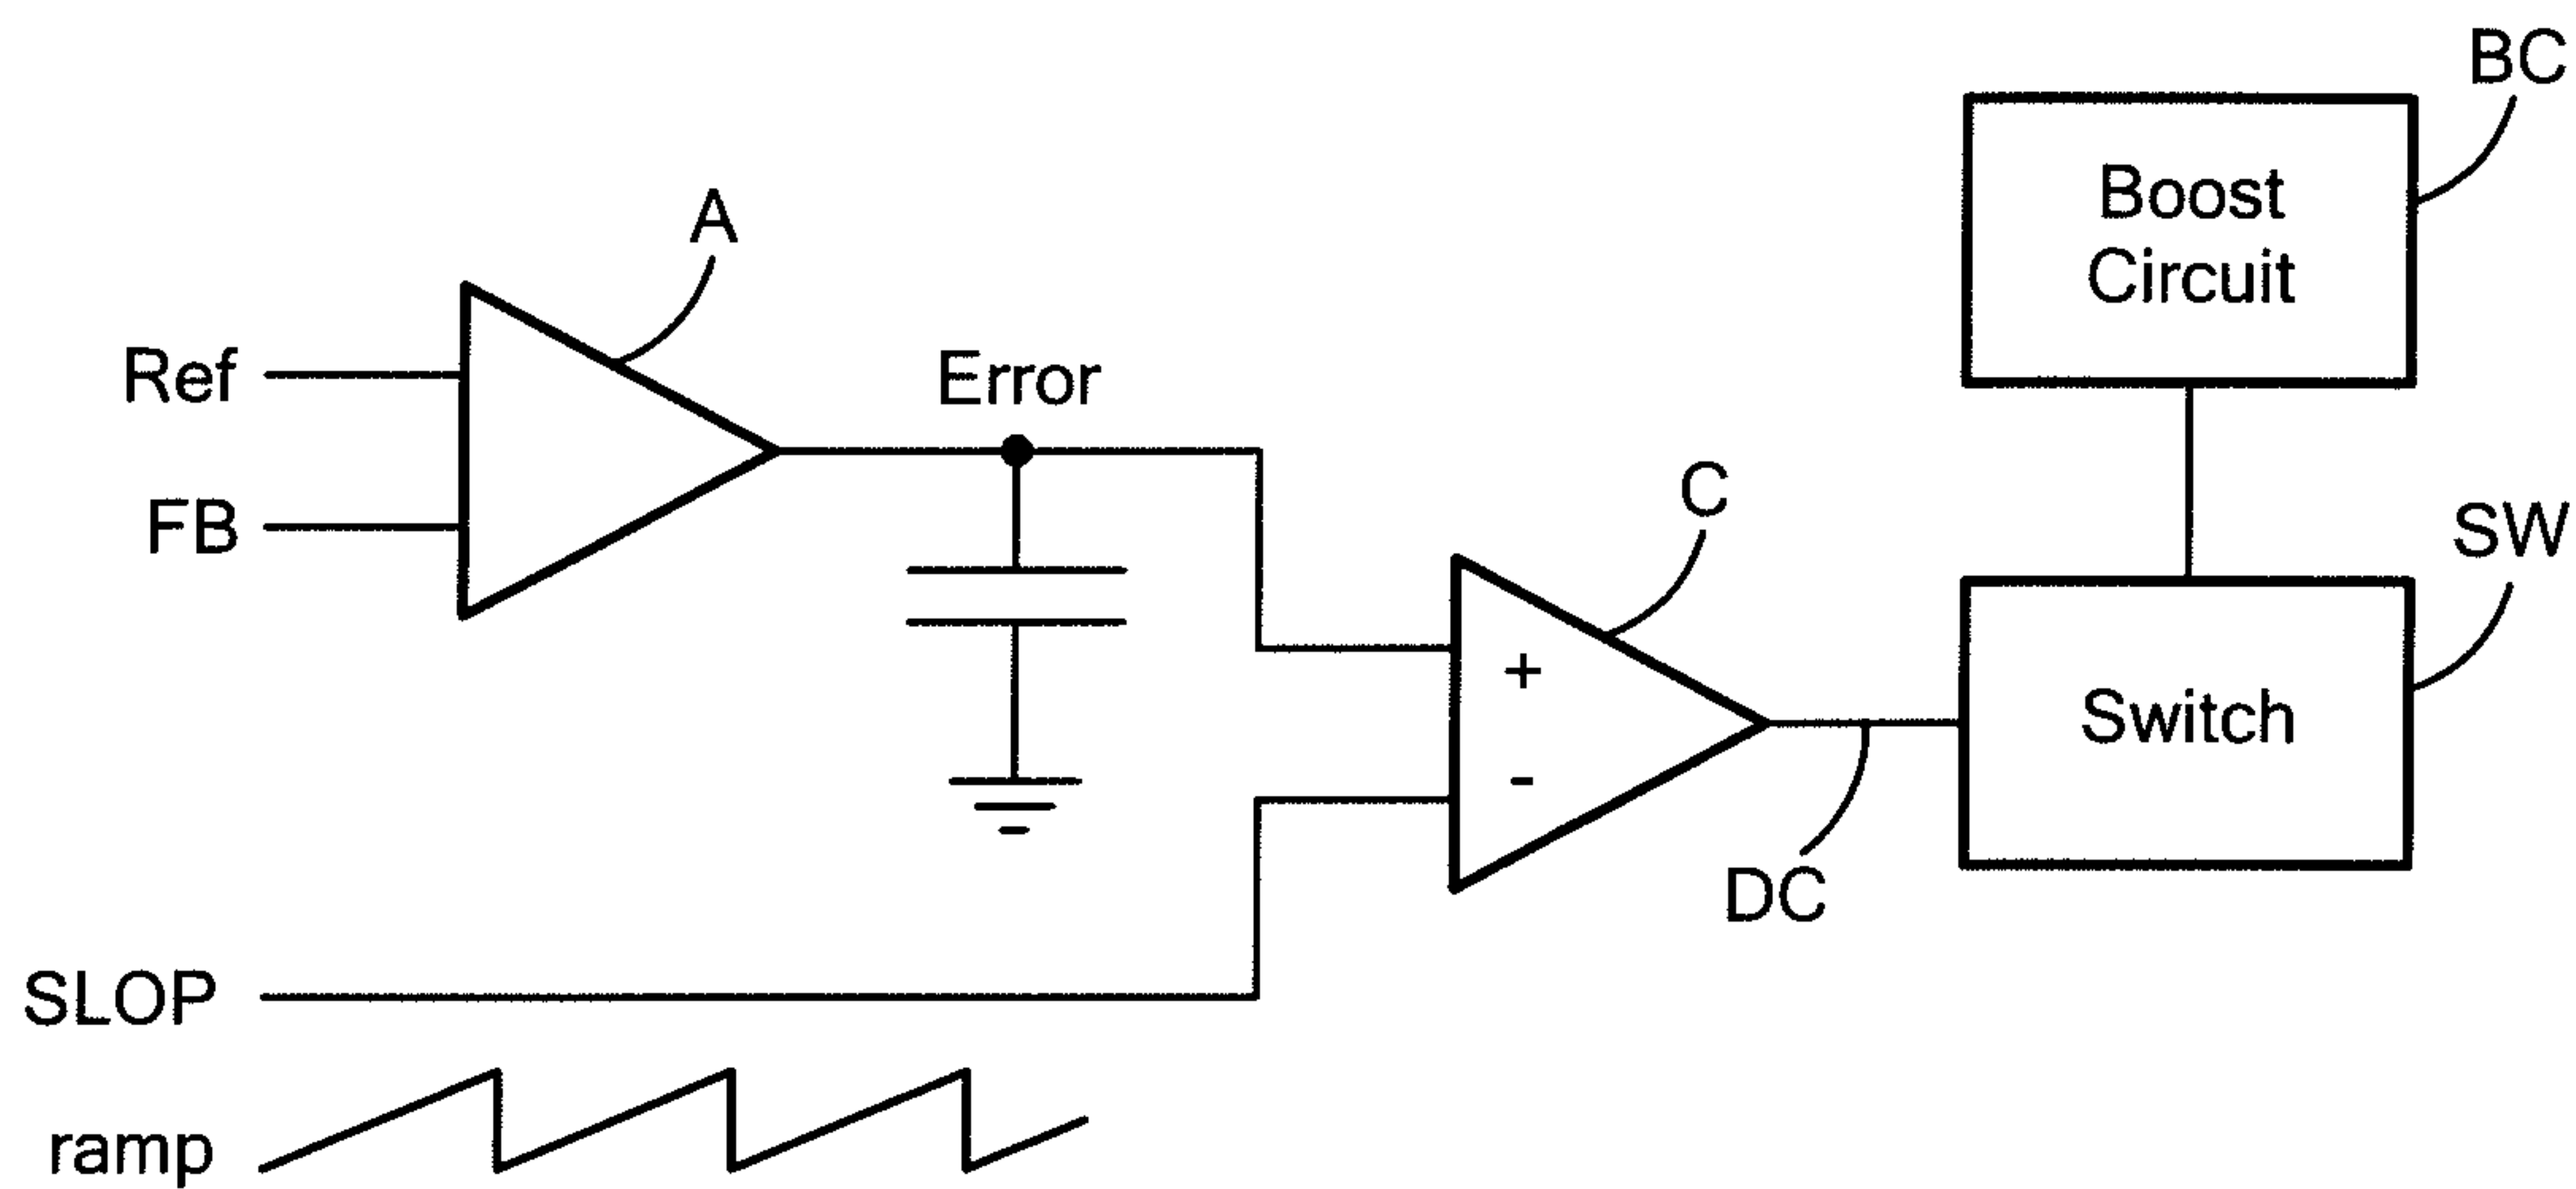 BC
Boost
Circuit
A
Ref
Error
FB
C
SW
+
-
Switch
DC
SLOP
ramp